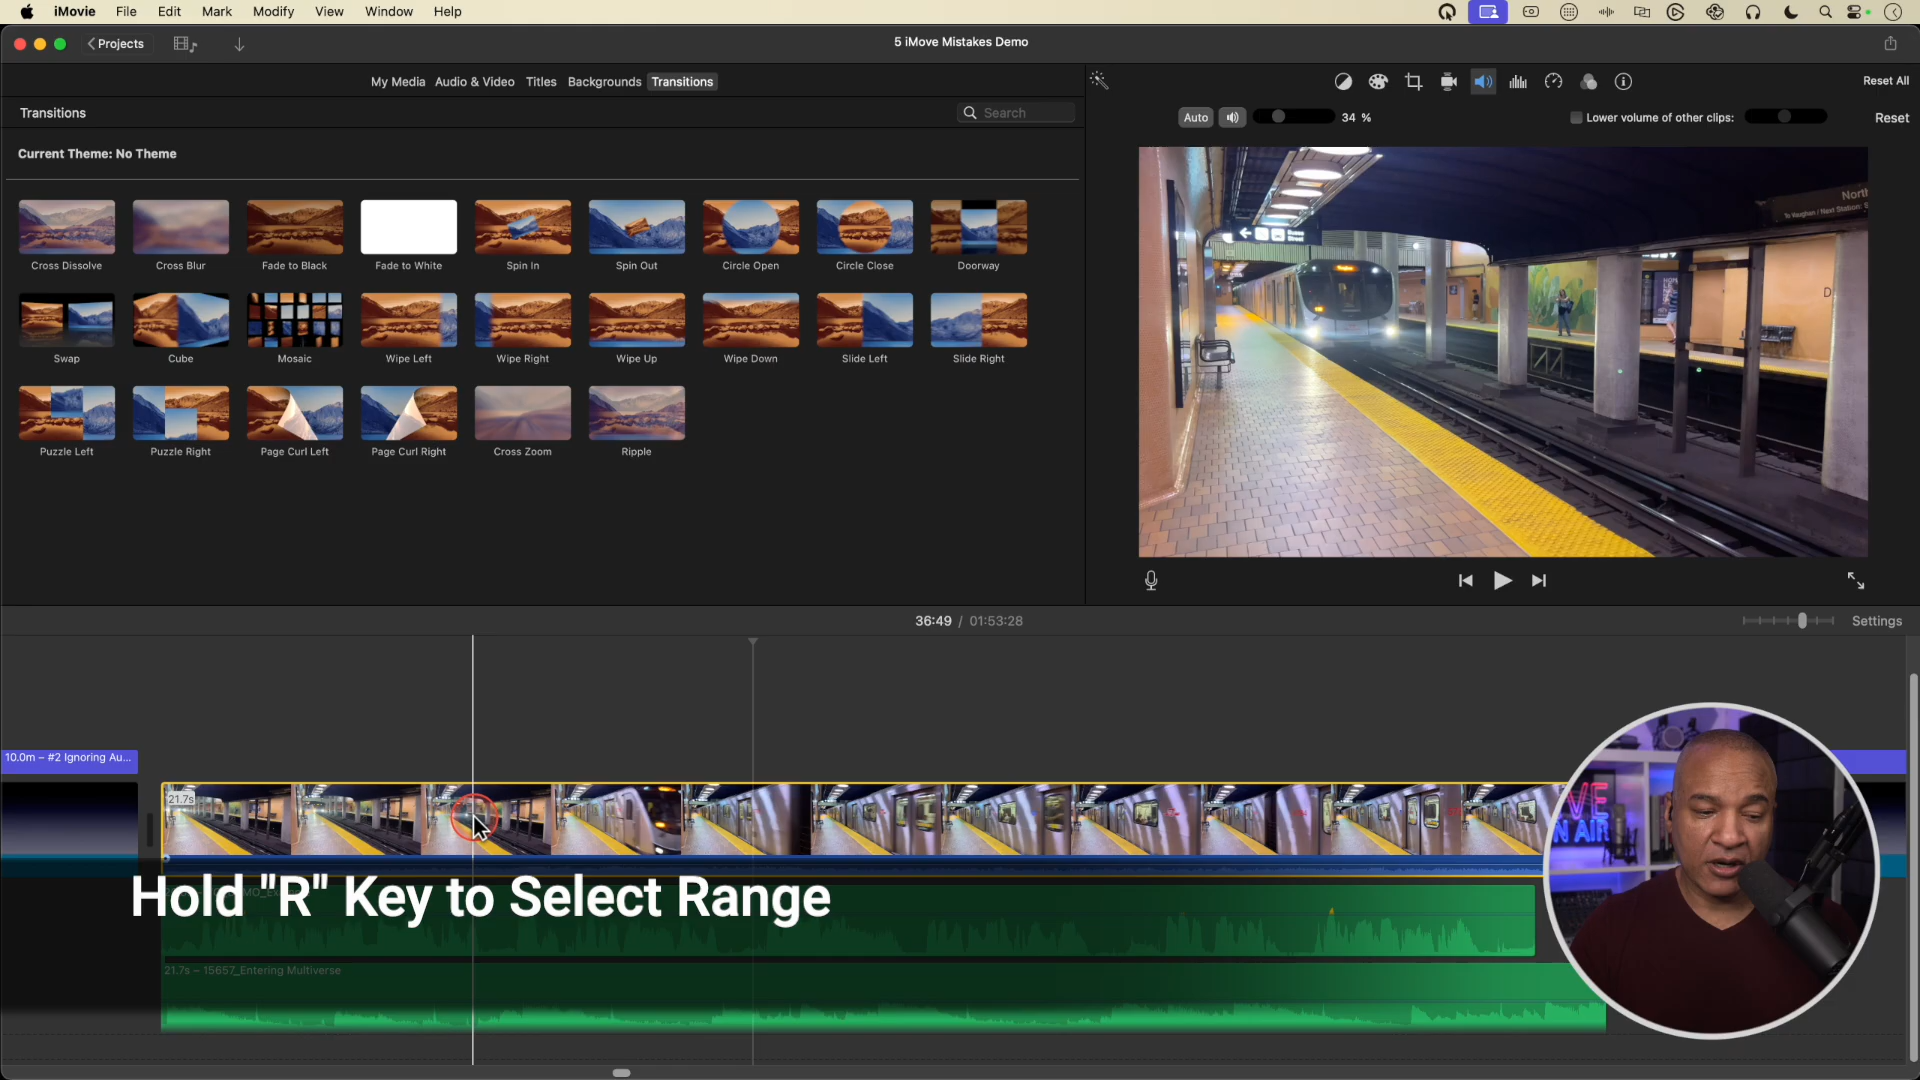 iMovie File Edit Mark Modify View Window Help
Projects
5 iMove Mistakes Demo
My Media Audio & Video Titles Backgrounds Transitions
Reset All
Transitions
Search
Auto
34 %
Lower volume of other clips:
Reset
Current Theme: No Theme
Cross Dissolve Cross Blur Fade to Black Fade to White Spin In Spin Out Circle Open Circle Close Doorway
Swap Cube Mosaic Wipe Left Wipe Right Wipe Up Wipe Down Slide Left Slide Right
Puzzle Left Puzzle Right Page Curl Left Page Curl Right Cross Zoom Ripple
North
To Vaughan / Next Station: S
D
36:49 / 01:53:28
Settings
10.0m – #2 Ignoring Au...
21.7s
Hold "R" Key to Select Range
21.7s – 15657_Entering Multiverse